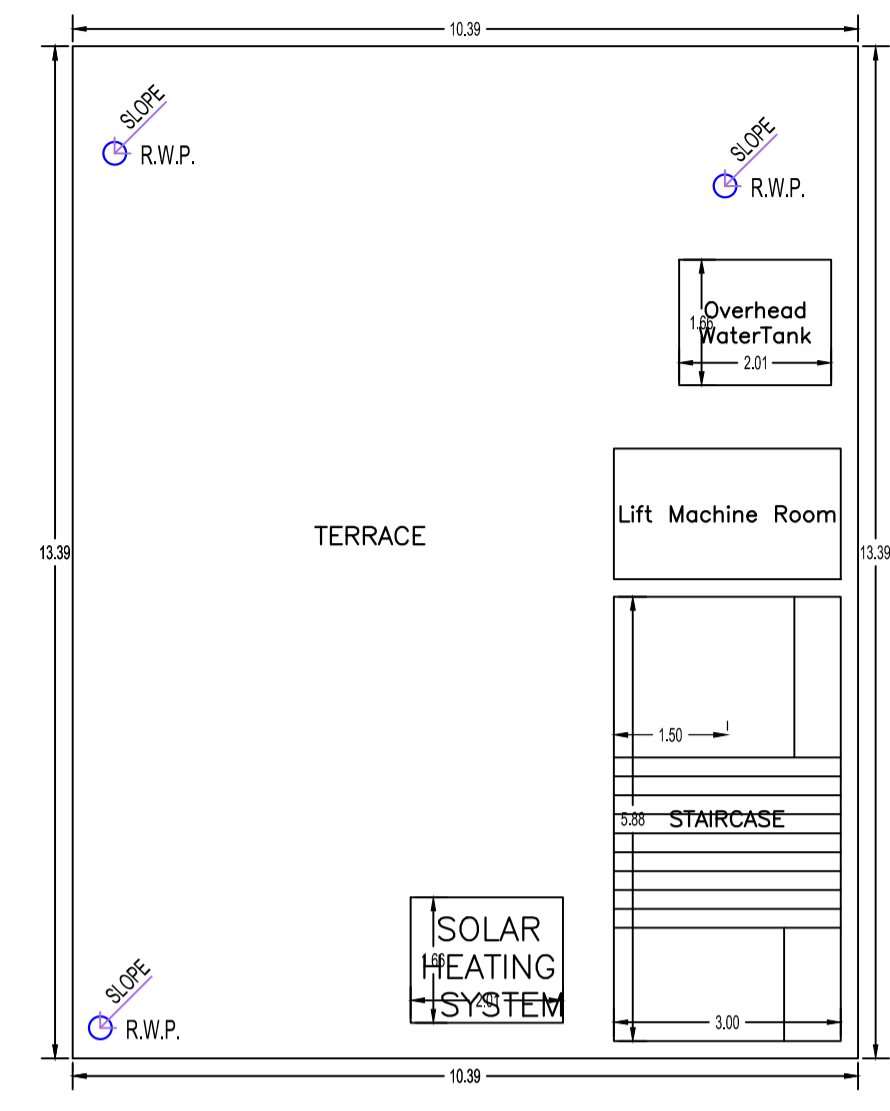 10.39
SLOPE
R.W.P.
SLOPE
R.W.P.
Overhead
1.66
WaterTank
2.01
Lift Machine Room
TERRACE
13.39
13.39
1.50
5.88
STAIRCASE
SOLAR
1.66
HEATING
2.01
SYSTEM
SLOPE
R.W.P.
3.00
10.39